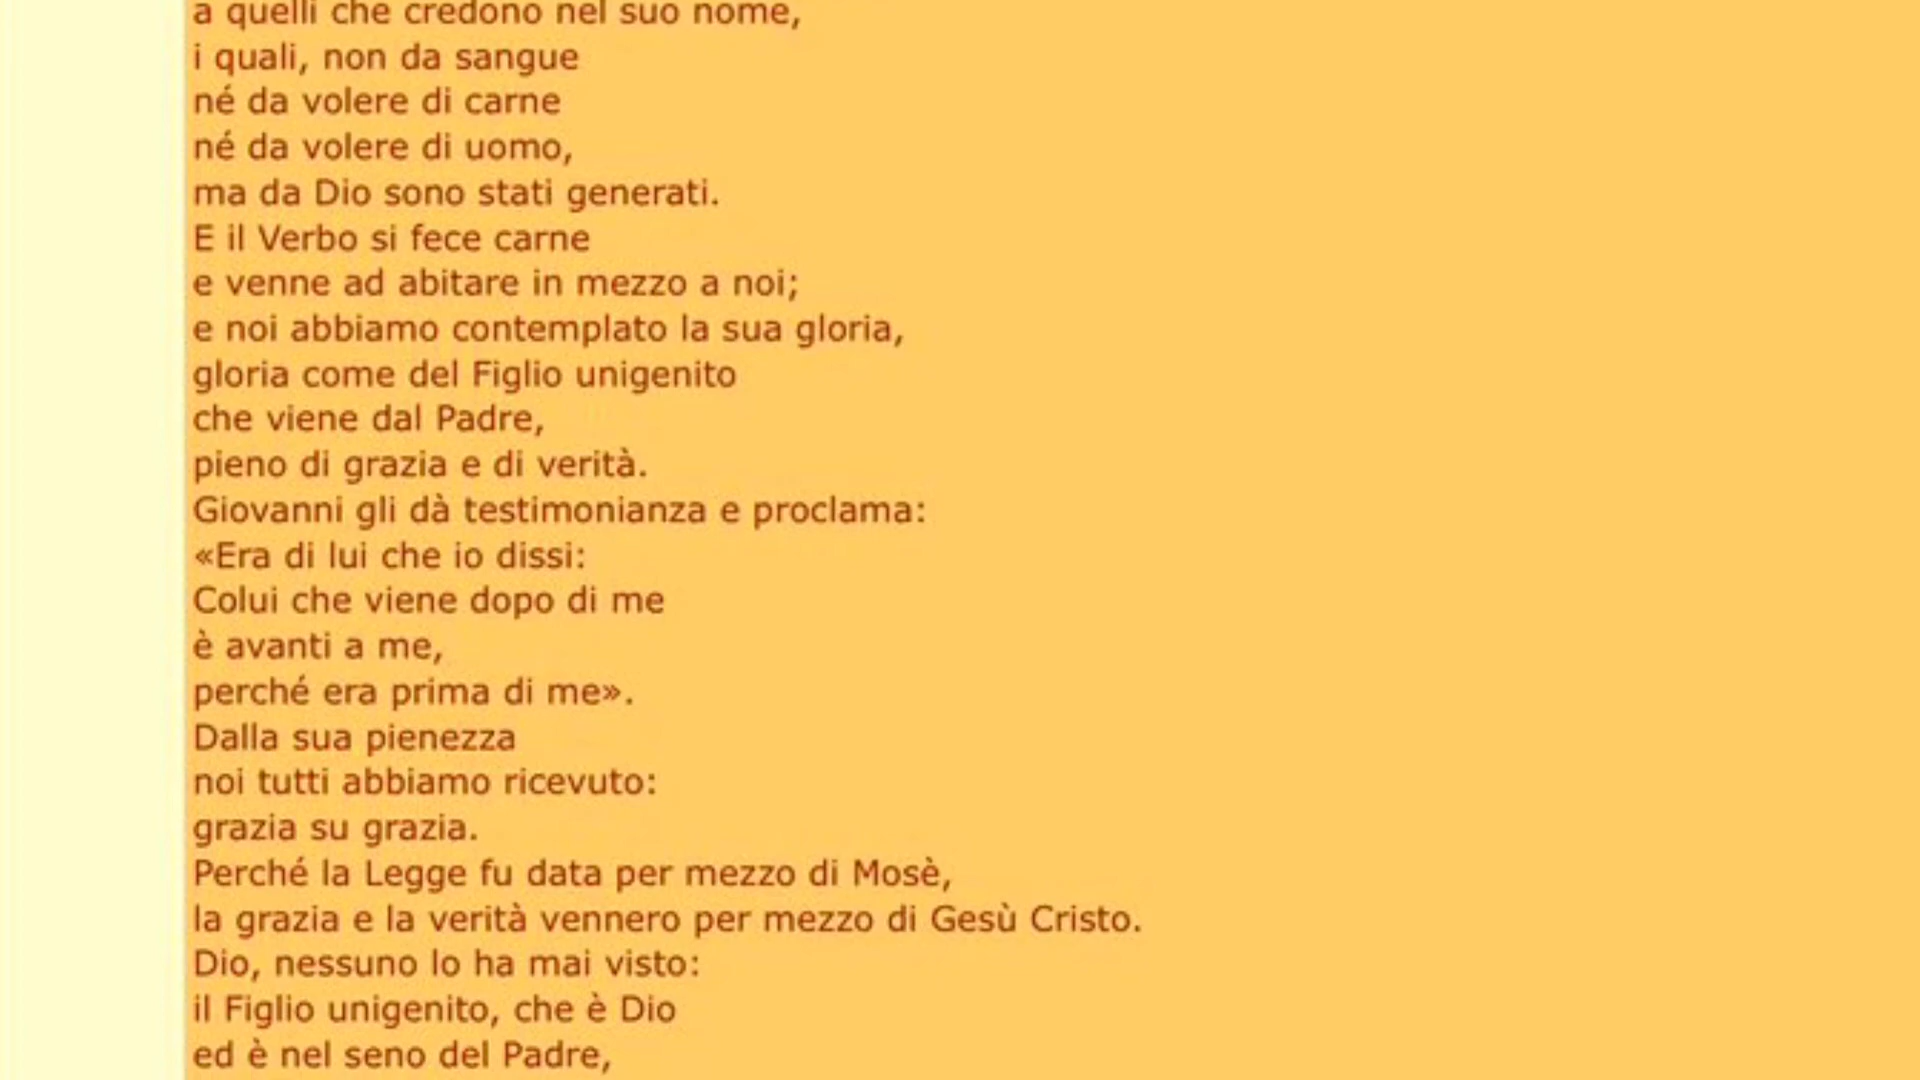 a quelli che credono nel suo nome,
i quali, non da sangue
né da volere di carne
né da volere di uomo,
ma da Dio sono stati generati.
E il Verbo si fece carne
e venne ad abitare in mezzo a noi;
e noi abbiamo contemplato la sua gloria,
gloria come del Figlio unigenito
che viene dal Padre,
pieno di grazia e di verità.
Giovanni gli dà testimonianza e proclama:
«Era di lui che io dissi:
Colui che viene dopo di me
è avanti a me,
perché era prima di me».
Dalla sua pienezza
noi tutti abbiamo ricevuto:
grazia su grazia.
Perché la Legge fu data per mezzo di Mosè,
la grazia e la verità vennero per mezzo di Gesù Cristo.
Dio, nessuno lo ha mai visto:
il Figlio unigenito, che è Dio
ed è nel seno del Padre,